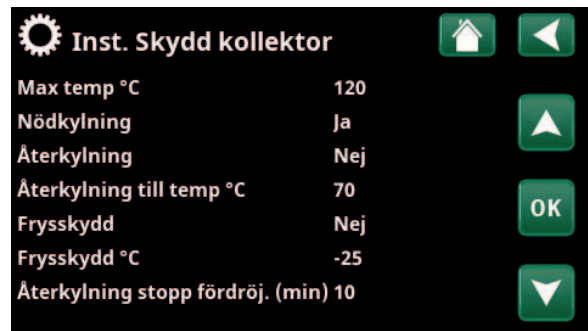 Inst. Skydd kollektor
Max temp °C 120
Nödkylning Ja
Återkylning Nej
Återkylning till temp °C 70
Frysskydd Nej
Frysskydd °C -25
Återkylning stopp fördröj. (min) 10
OK